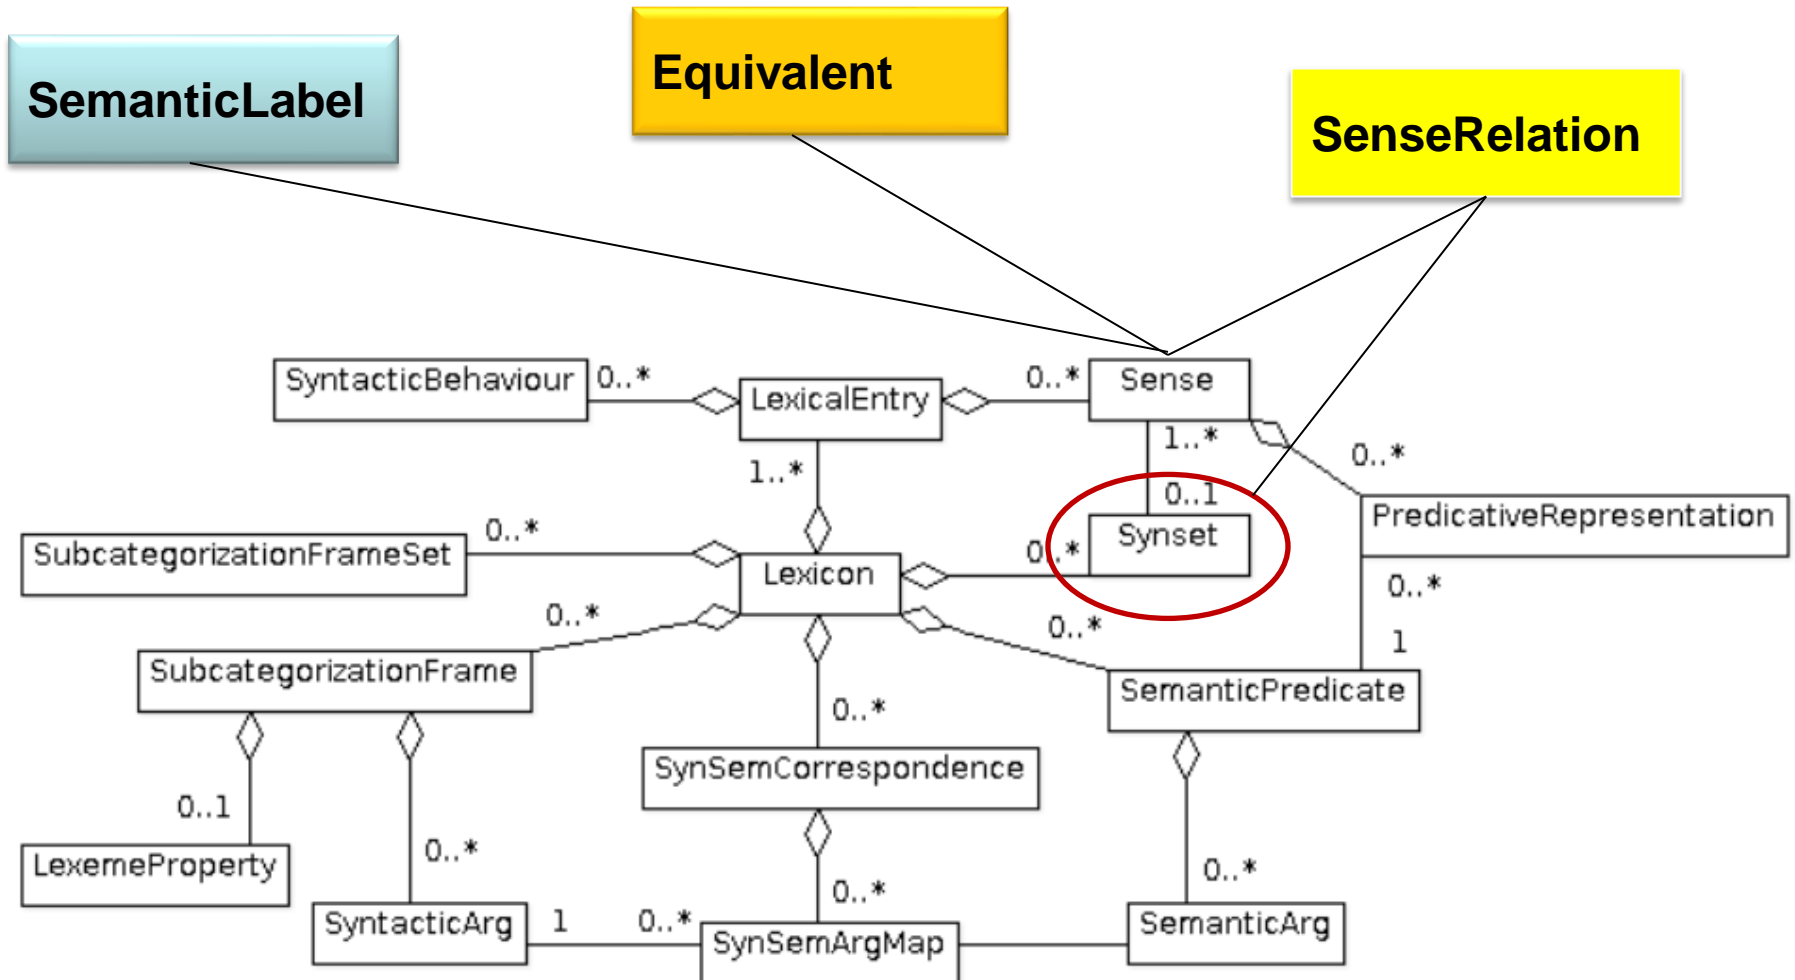 SemanticLabel
Equivalent
SenseRelation
SyntacticBehaviour
0..*
LexicalEntry
0..*
Sense
1..*
0..*
1..*
0..1
PredicativeRepresentation
Synset
0..*
SubcategorizationFrameSet
0..*
Lexicon
0..*
0..*
0..*
1
SubcategorizationFrame
SemanticPredicate
0..*
SynSemCorrespondence
0..1
0..*
LexemeProperty
0..*
0..*
SyntacticArg
1
0..*
SynSemArgMap
SemanticArg